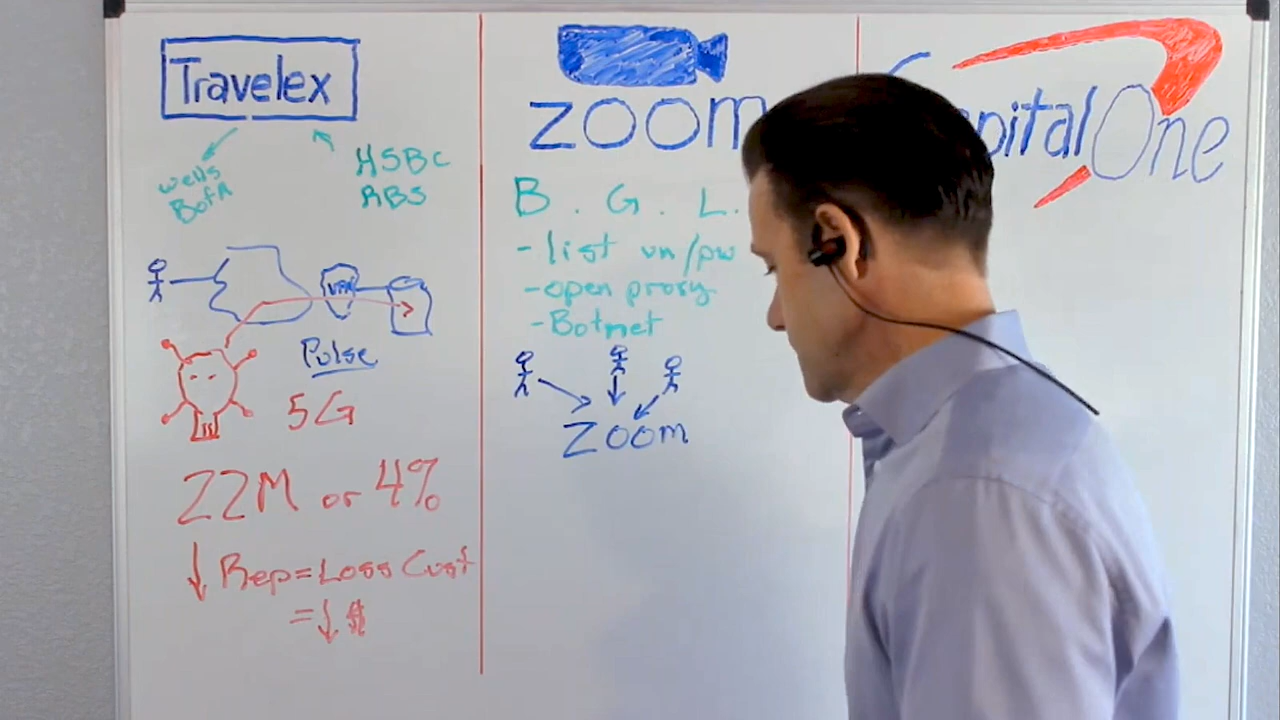 Travelex
wells
BofA
HSBC
RBS
VPN
Pulse
5G
22M or 4%
↓ Rep=Loss Cust
=↓$
zoom
B . G . L .
-list un/pw
-open proxy
-Botnet
Zoom
pital One